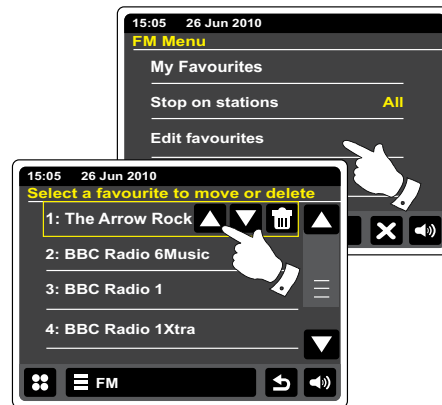 15:05 26 Jun 2010
FM Menu
My Favourites
Stop on stations All
Edit favourites
15:05 26 Jun 2010
Select a favourite to move or delete
1: The Arrow Rock
2: BBC Radio 6Music
3: BBC Radio 1
4: BBC Radio 1Xtra
FM